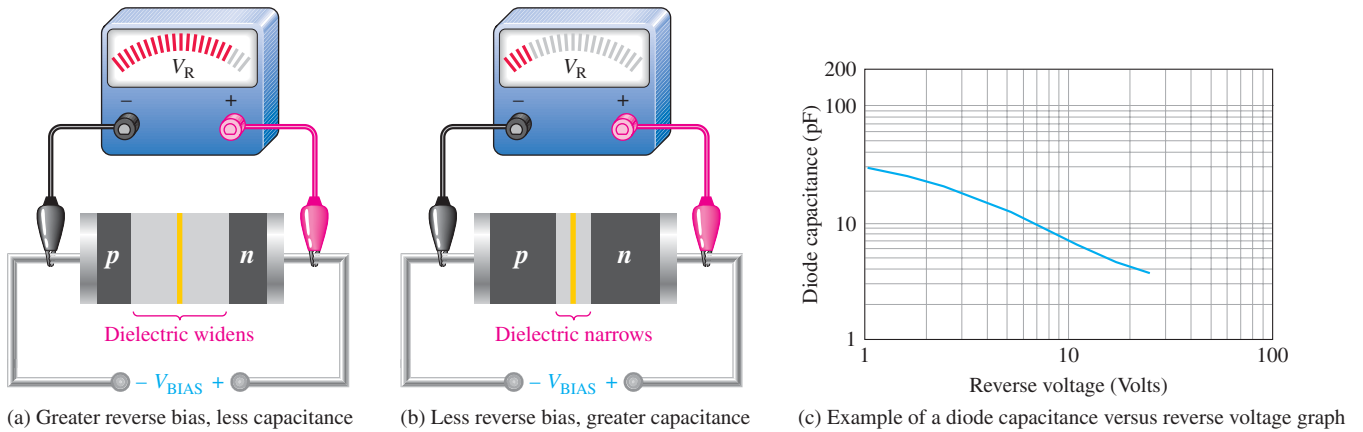 V_R
– +
p n
Dielectric widens
– V_BIAS +
(a) Greater reverse bias, less capacitance
V_R
– +
p n
Dielectric narrows
– V_BIAS +
(b) Less reverse bias, greater capacitance
Diode capacitance (pF)
200
100
10
1
1 10 100
Reverse voltage (Volts)
(c) Example of a diode capacitance versus reverse voltage graph